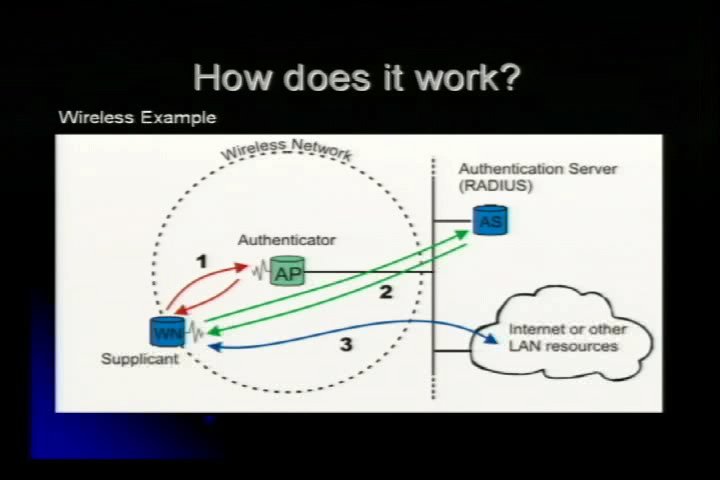 How does it work?
Wireless Example
Wireless Network
Authentication Server
(RADIUS)
AS
Authenticator
1
AP
2
WN
3
Supplicant
Internet or other
LAN resources